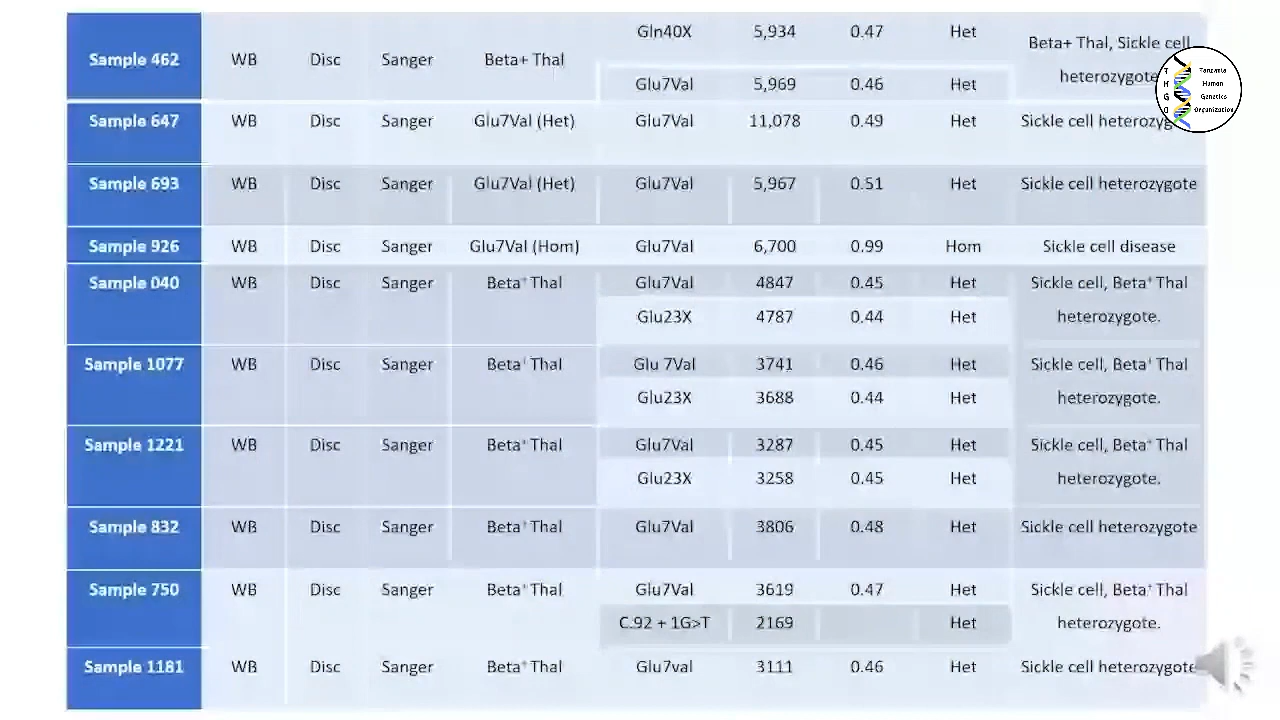 Gln40X 5,934 0.47 Het
Sample 462 WB Disc Sanger Beta+ Thal Beta+ Thal, Sickle cell heterozygote
Glu7Val 5,969 0.46 Het
Sample 647 WB Disc Sanger Glu7Val (Het) Glu7Val 11,078 0.49 Het Sickle cell heterozyg
Sample 693 WB Disc Sanger Glu7Val (Het) Glu7Val 5,967 0.51 Het Sickle cell heterozygote
Sample 926 WB Disc Sanger Glu7Val (Hom) Glu7Val 6,700 0.99 Hom Sickle cell disease
Sample 040 WB Disc Sanger Beta⁺ Thal Glu7Val 4847 0.45 Het Sickle cell, Beta⁺ Thal
Glu23X 4787 0.44 Het heterozygote.
Sample 1077 WB Disc Sanger Beta⁺ Thal Glu 7Val 3741 0.46 Het Sickle cell, Beta⁺ Thal
Glu23X 3688 0.44 Het heterozygote.
Sample 1221 WB Disc Sanger Beta⁺ Thal Glu7Val 3287 0.45 Het Sickle cell, Beta⁺ Thal
Glu23X 3258 0.45 Het heterozygote.
Sample 832 WB Disc Sanger Beta⁺ Thal Glu7Val 3806 0.48 Het Sickle cell heterozygote
Sample 750 WB Disc Sanger Beta⁺ Thal Glu7Val 3619 0.47 Het Sickle cell, Beta⁺ Thal
C.92 + 1G>T 2169 Het heterozygote.
Sample 1181 WB Disc Sanger Beta⁺ Thal Glu7val 3111 0.46 Het Sickle cell heterozygote
THGO
Tanzania
Human
Genetics
Organization